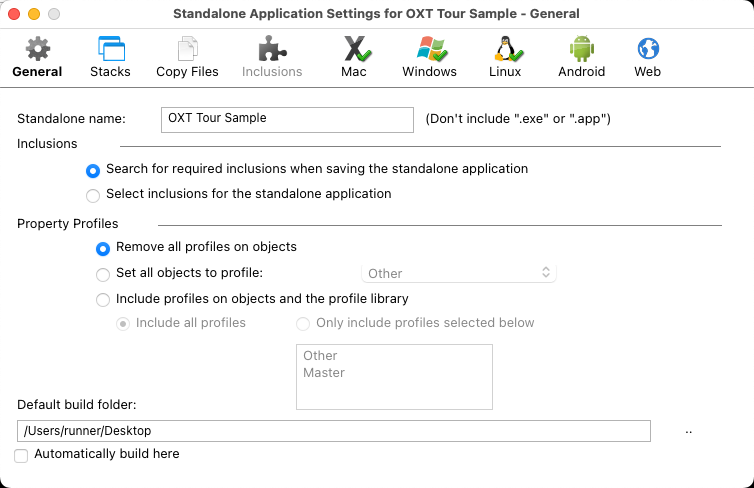 Standalone Application Settings for OXT Tour Sample - General
General Stacks Copy Files Inclusions Mac Windows Linux Android Web
Standalone name: OXT Tour Sample (Don't include ".exe" or ".app")
Inclusions
Search for required inclusions when saving the standalone application
Select inclusions for the standalone application
Property Profiles
Remove all profiles on objects
Set all objects to profile: Other
Include profiles on objects and the profile library
Include all profiles Only include profiles selected below
Other
Master
Default build folder:
/Users/runner/Desktop ..
Automatically build here